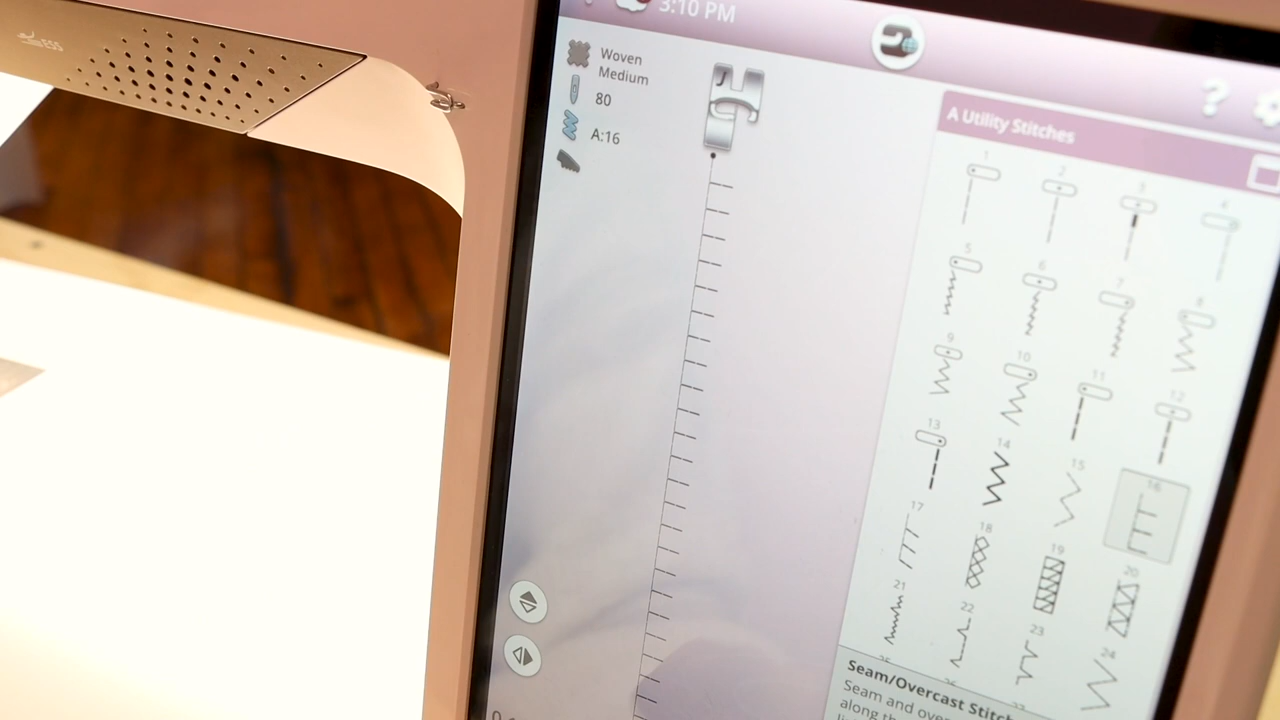 3:10 PM
Woven
Medium
80
A:16
A Utility Stitches
1 2 3 4
5 6 7 8
9 10 11 12
13 14 15 16
17 18 19 20
21 22 23 24
Seam/Overcast Stitch
Seam and over
along th